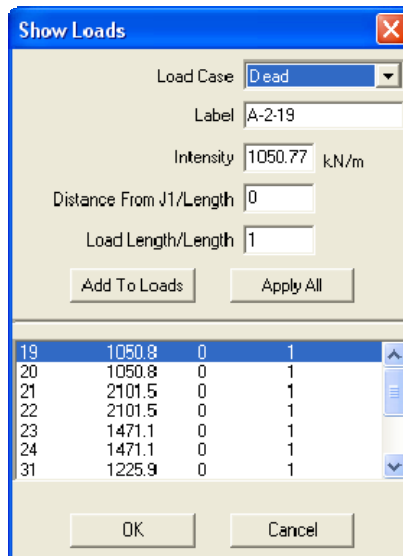 Show Loads
Load Case Dead
Label A-2-19
Intensity 1050.77 kN/m
Distance From J1/Length 0
Load Length/Length 1
Add To Loads Apply All
19 1050.8 0 1
20 1050.8 0 1
21 2101.5 0 1
22 2101.5 0 1
23 1471.1 0 1
24 1471.1 0 1
31 1225.9 0 1
OK Cancel